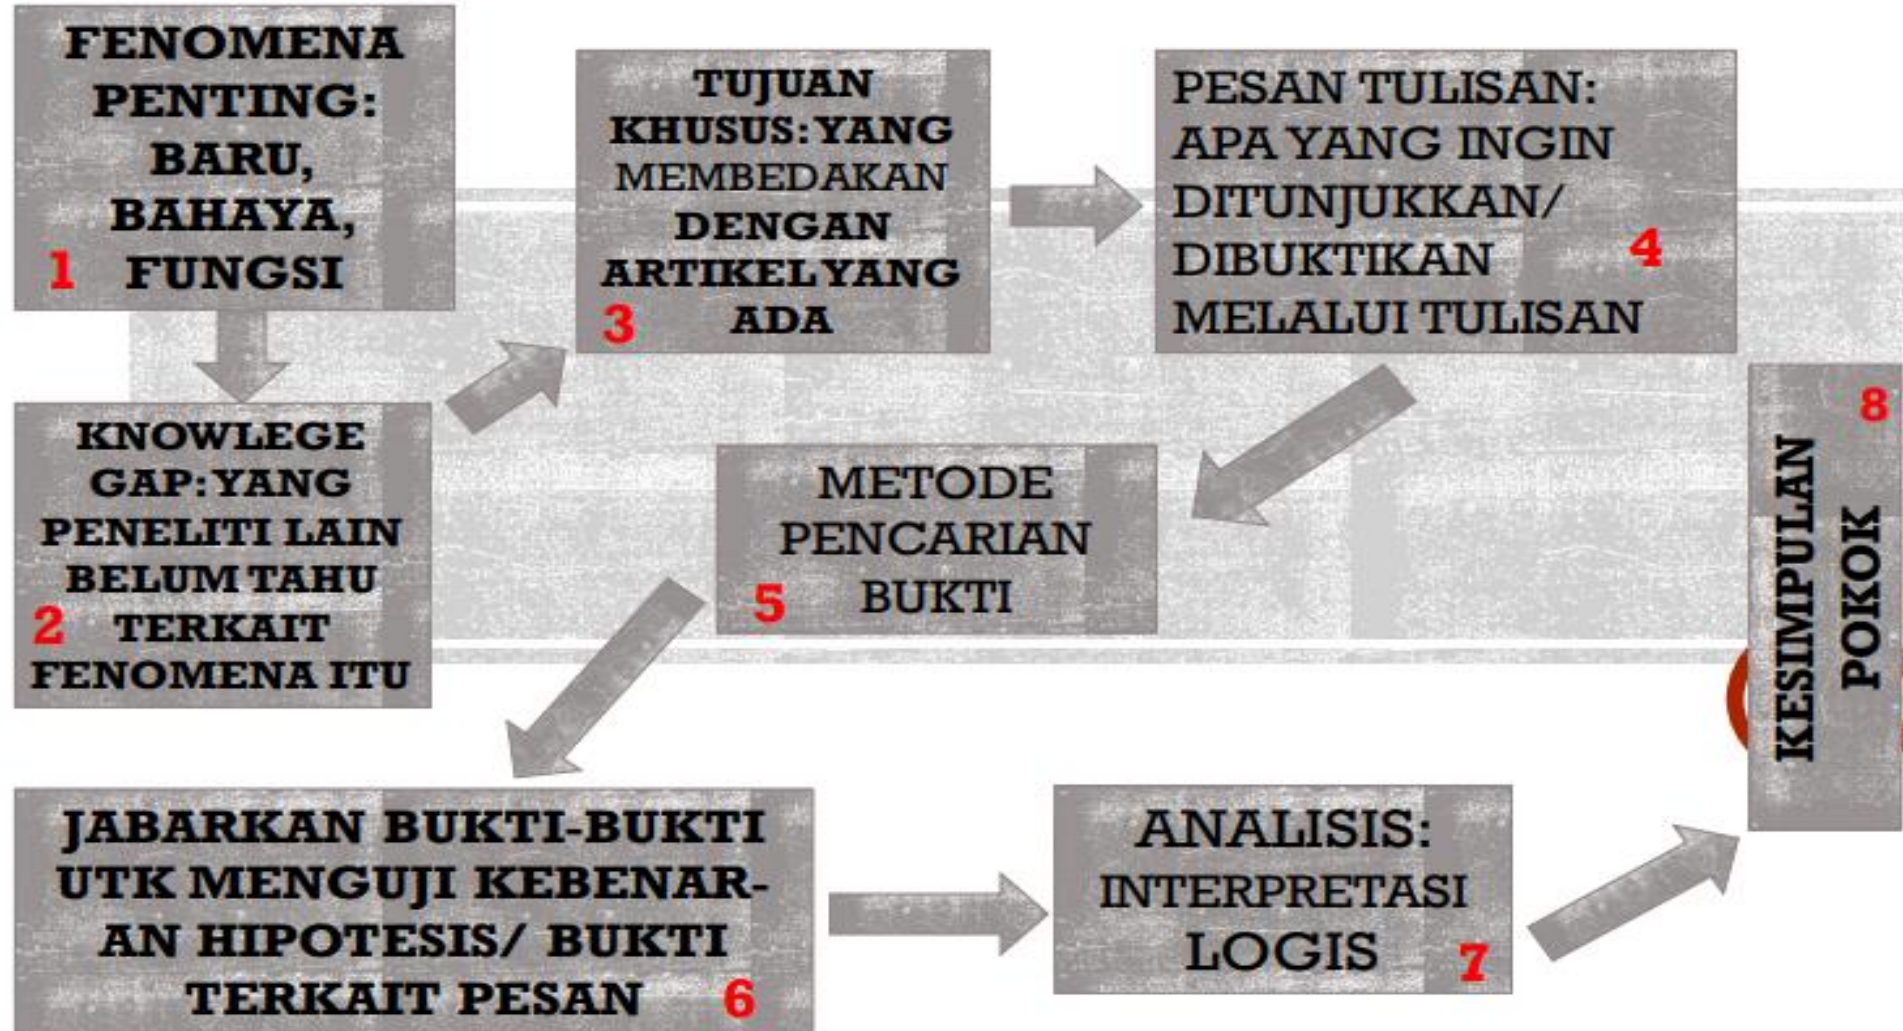 FENOMENA
PENTING:
BARU,
BAHAYA,
1 FUNGSI
KNOWLEGE
GAP: YANG
PENELITI LAIN
BELUM TAHU
2 TERKAIT
FENOMENA ITU
TUJUAN
KHUSUS: YANG
MEMBEDAKAN
DENGAN
ARTIKEL YANG
3 ADA
PESAN TULISAN:
APA YANG INGIN
DITUNJUKKAN/
DIBUKTIKAN 4
MELALUI TULISAN
METODE
PENCARIAN
5 BUKTI
JABARKAN BUKTI-BUKTI
UTK MENGUJI KEBENAR-
AN HIPOTESIS/ BUKTI
TERKAIT PESAN 6
ANALISIS:
INTERPRETASI
LOGIS 7
8
KESIMPULAN
POKOK